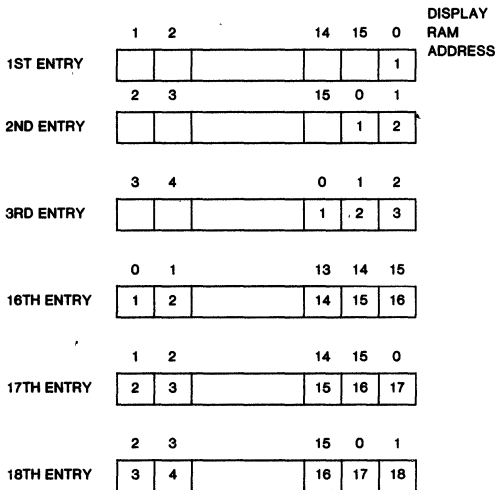 DISPLAY
RAM
ADDRESS
1 2 14 15 0
1ST ENTRY 1
2 3 15 0 1
2ND ENTRY 1 2
3 4 0 1 2
3RD ENTRY 1 2 3
0 1 13 14 15
16TH ENTRY 1 2 14 15 16
1 2 14 15 0
17TH ENTRY 2 3 15 16 17
2 3 15 0 1
18TH ENTRY 3 4 16 17 18